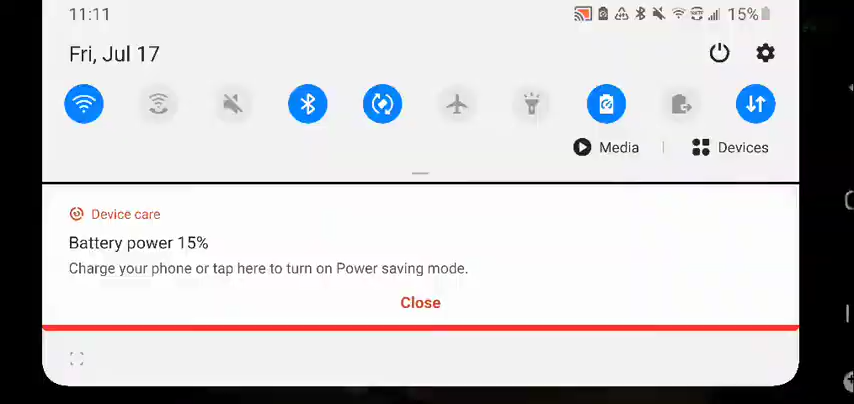 11:11
15%
Fri, Jul 17
Media
Devices
Device care
Battery power 15%
Charge your phone or tap here to turn on Power saving mode.
Close